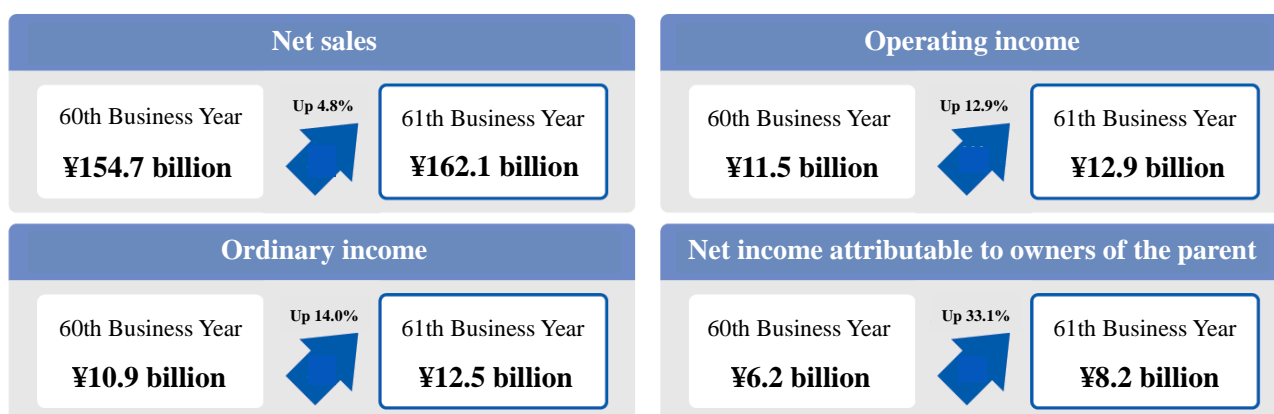 Net sales
60th Business Year
¥154.7 billion
Up 4.8%
61th Business Year
¥162.1 billion
Operating income
60th Business Year
¥11.5 billion
Up 12.9%
61th Business Year
¥12.9 billion
Ordinary income
60th Business Year
¥10.9 billion
Up 14.0%
61th Business Year
¥12.5 billion
Net income attributable to owners of the parent
60th Business Year
¥6.2 billion
Up 33.1%
61th Business Year
¥8.2 billion